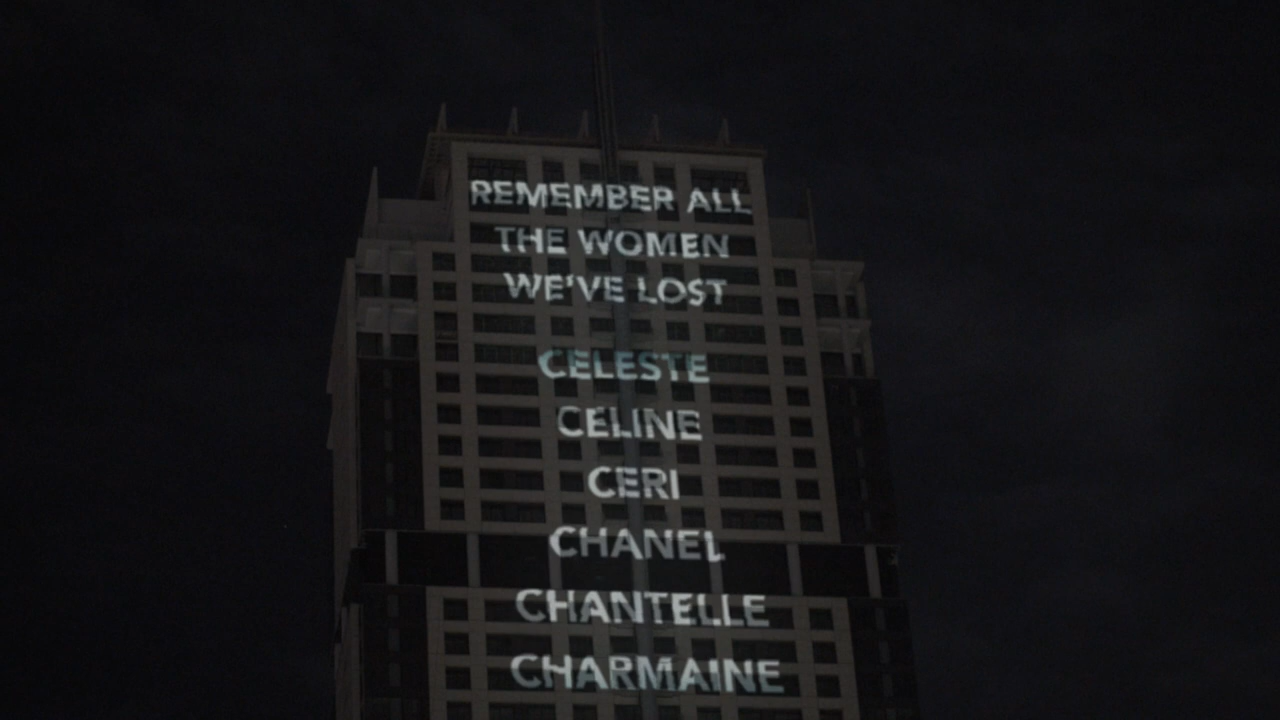 REMEMBER ALL
THE WOMEN
WE'VE LOST
CELESTE
CELINE
CERI
CHANEL
CHANTELLE
CHARMAINE